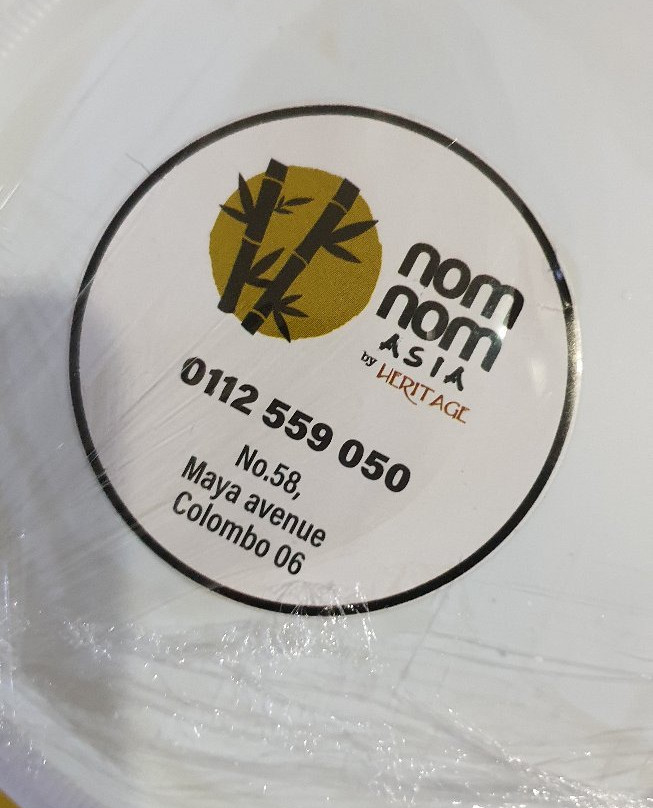 nom
nom
ASIA
by HERITAGE
0112 559 050
No.58,
Maya avenue
Colombo 06